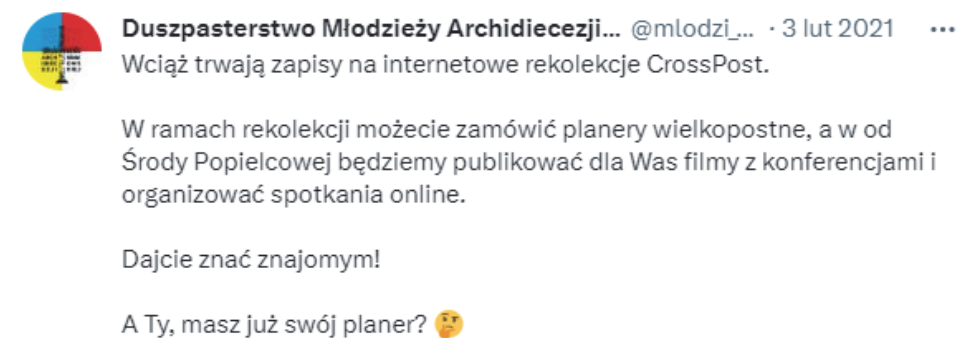 Duszpasterstwo Młodzieży Archidiecezji... @mlodzi_... · 3 lut 2021 ...
Wciąż trwają zapisy na internetowe rekolekcje CrossPost.
W ramach rekolekcji możecie zamówić planery wielkopostne, a w od
Środy Popielcowej będziemy publikować dla Was filmy z konferencjami i
organizować spotkania online.
Dajcie znać znajomym!
A Ty, masz już swój planer? 🤔